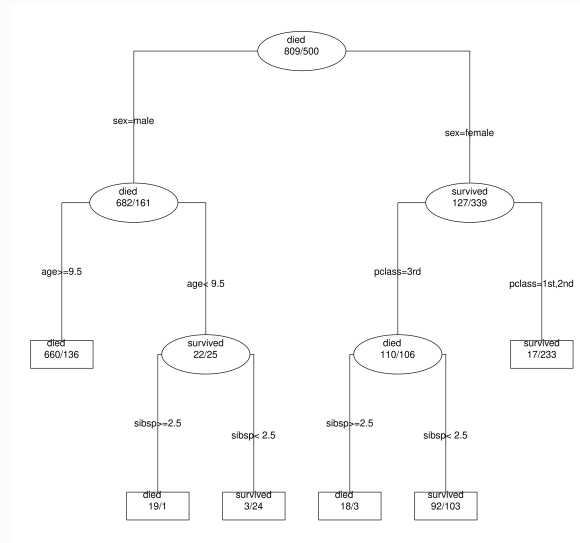 died
809/500
sex=male
sex=female
died
682/161
survived
127/339
age>=9.5
age< 9.5
pclass=3rd
pclass=1st,2nd
died
660/136
survived
22/25
died
110/106
survived
17/233
sibsp>=2.5
sibsp< 2.5
sibsp>=2.5
sibsp< 2.5
died
19/1
survived
3/24
died
18/3
survived
92/103